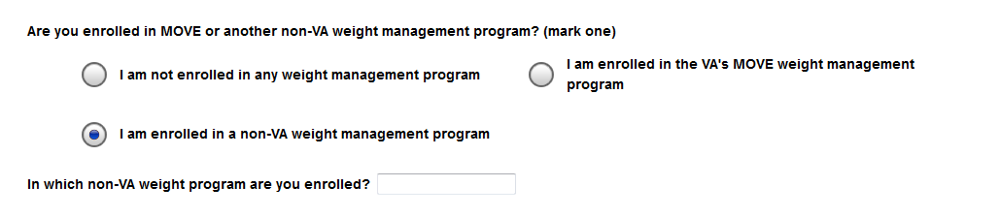 Are you enrolled in MOVE or another non-VA weight management program? (mark one)
I am not enrolled in any weight management program
I am enrolled in the VA's MOVE weight management
program
I am enrolled in a non-VA weight management program
In which non-VA weight program are you enrolled?